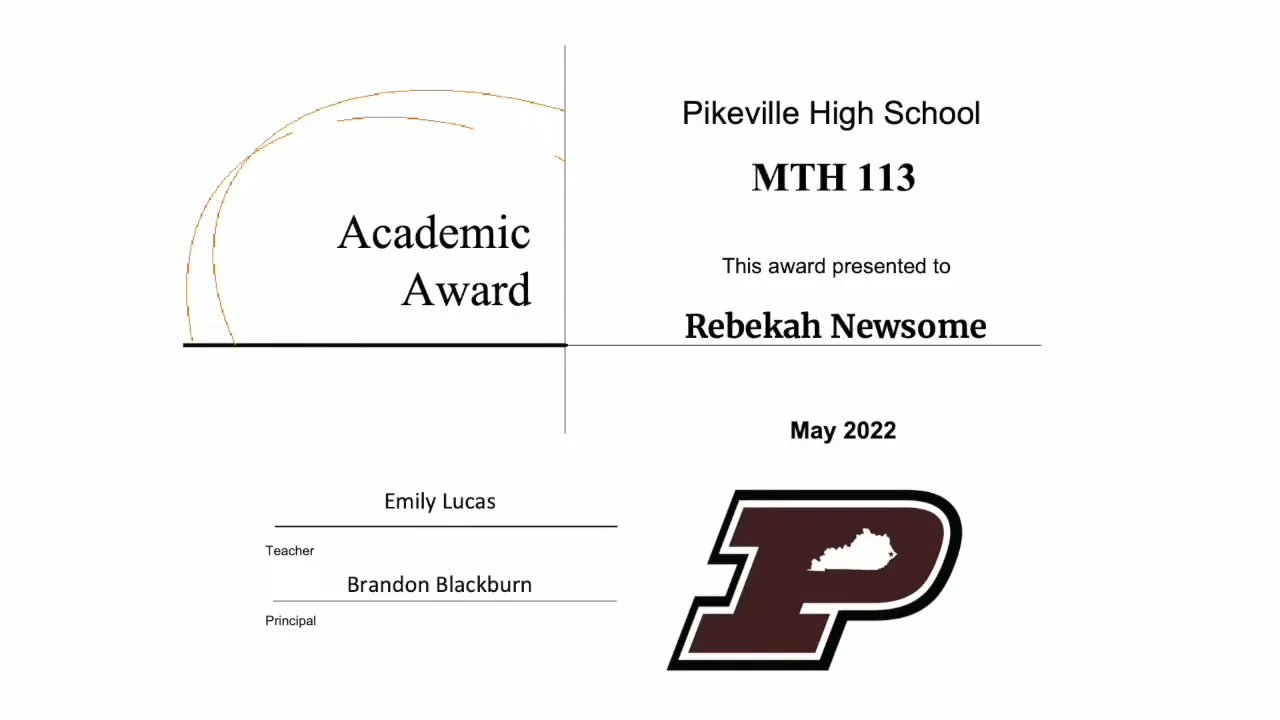 Academic
Award
Pikeville High School
MTH 113
This award presented to
Rebekah Newsome
May 2022
Emily Lucas
Teacher
Brandon Blackburn
Principal
P